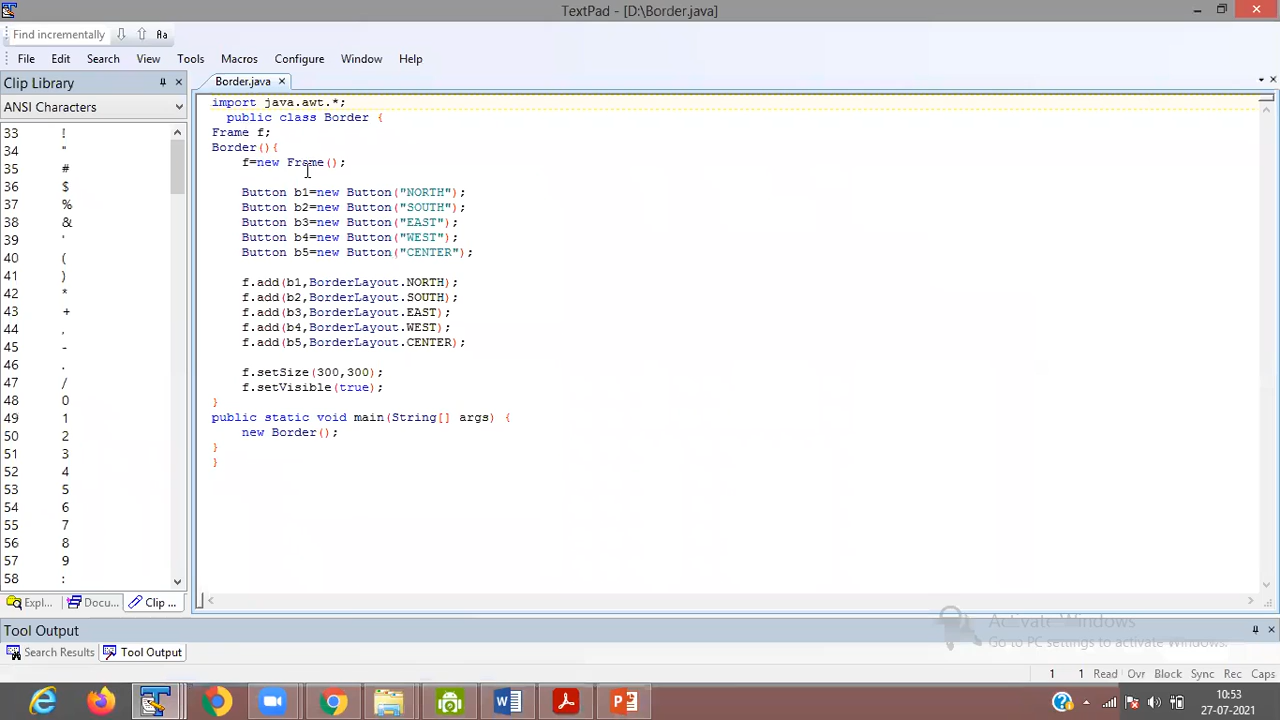 TextPad - [D:\Border.java]
Find incrementally
Aa
File Edit Search View Tools Macros Configure Window Help
Clip Library
ANSI Characters
33 !
34 "
35 #
36 $
37 %
38 &
39 '
40 (
41 )
42 *
43 +
44 ,
45 -
46 .
47 /
48 0
49 1
50 2
51 3
52 4
53 5
54 6
55 7
56 8
57 9
58 :
Expl... Docu... Clip ...
Border.java
import java.awt.*;
public class Border {
Frame f;
Border(){
f=new Frame();
Button b1=new Button("NORTH");
Button b2=new Button("SOUTH");
Button b3=new Button("EAST");
Button b4=new Button("WEST");
Button b5=new Button("CENTER");
f.add(b1,BorderLayout.NORTH);
f.add(b2,BorderLayout.SOUTH);
f.add(b3,BorderLayout.EAST);
f.add(b4,BorderLayout.WEST);
f.add(b5,BorderLayout.CENTER);
f.setSize(300,300);
f.setVisible(true);
}
public static void main(String[] args) {
new Border();
}
}
Activate Windows
Go to PC settings to activate Windows.
Tool Output
Search Results Tool Output
1 1 Read Ovr Block Sync Rec Caps
10:53
27-07-2021